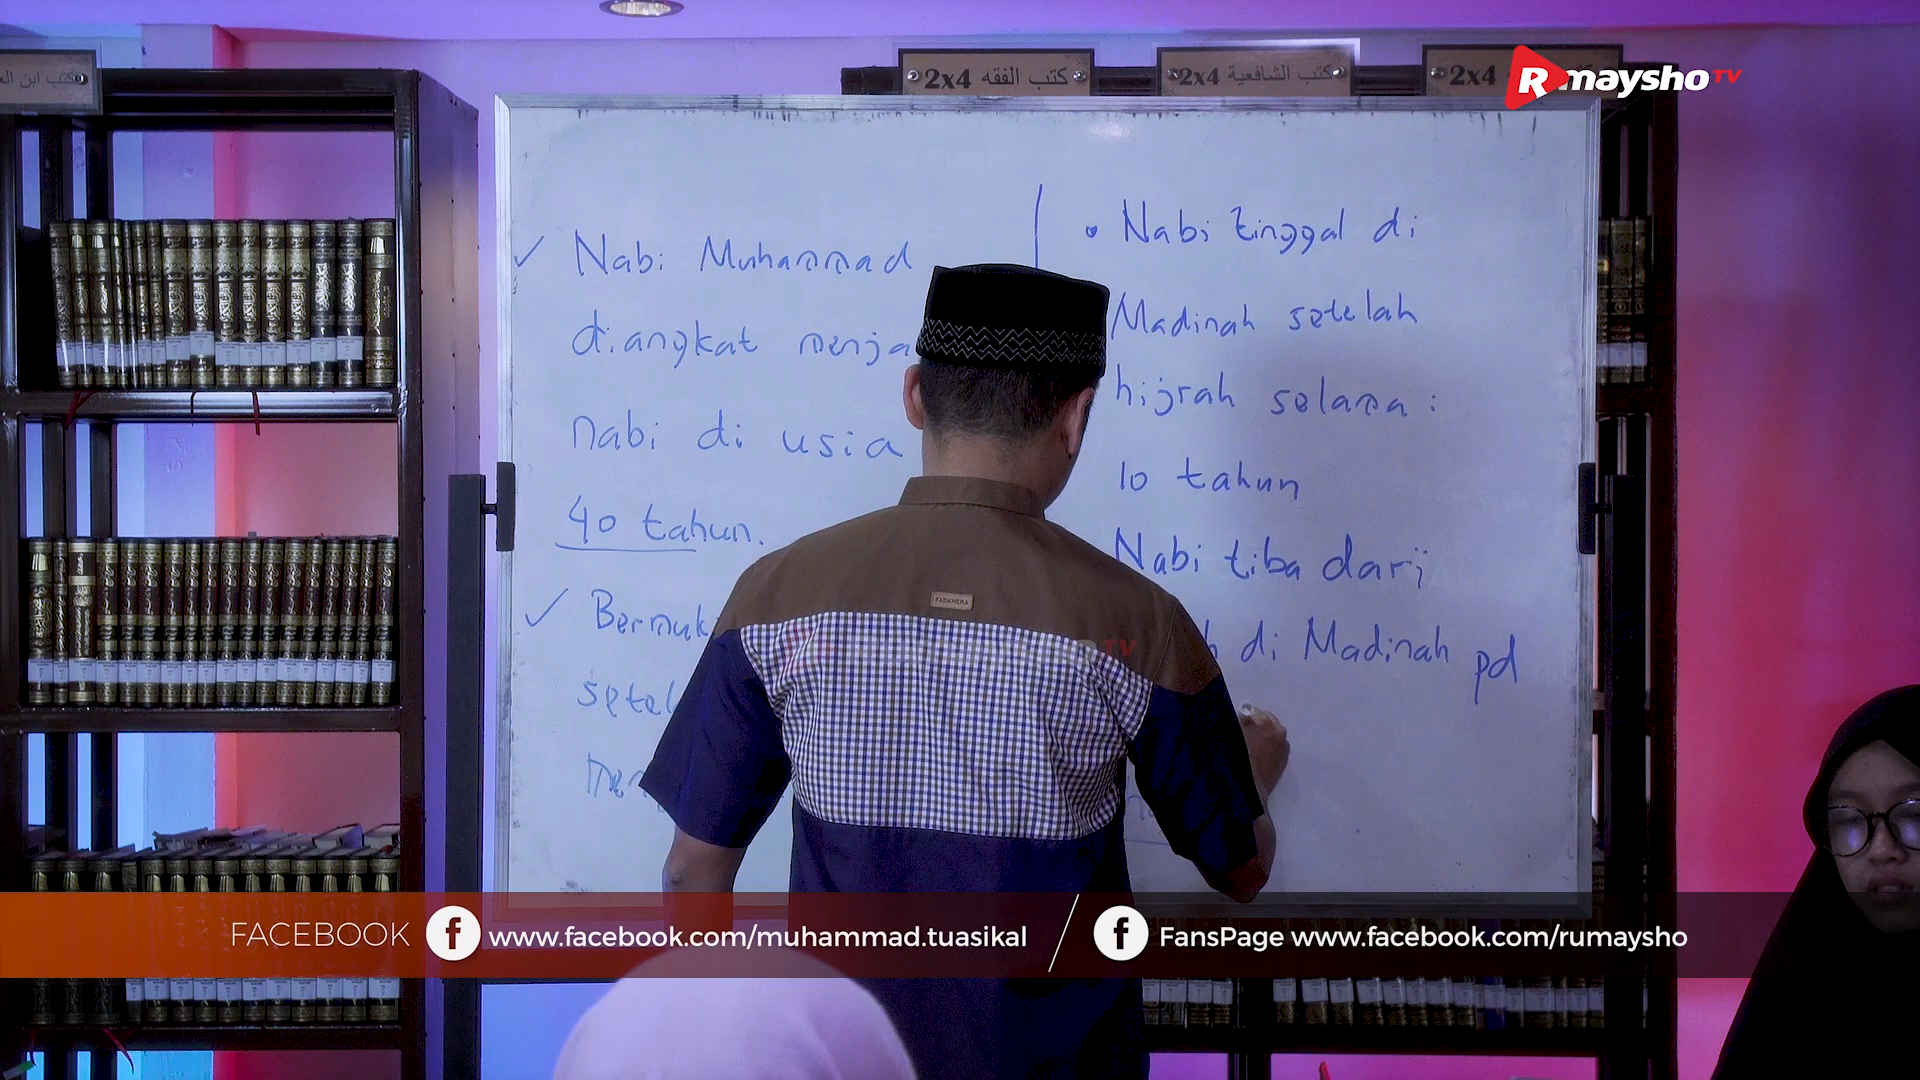 2x4 كتب الفقه
2x4 كتب الشافعية
2x4
Rumaysho TV
Nabi Muhammad
diangkat menja
nabi di usia
40 tahun.
Bermuk
setel
men
• Nabi tinggal di
Madinah setelah
hijrah selama :
10 tahun
Nabi tiba dari
h di Madinah pd
FADKHERA
FACEBOOK
www.facebook.com/muhammad.tuasikal
FansPage www.facebook.com/rumaysho